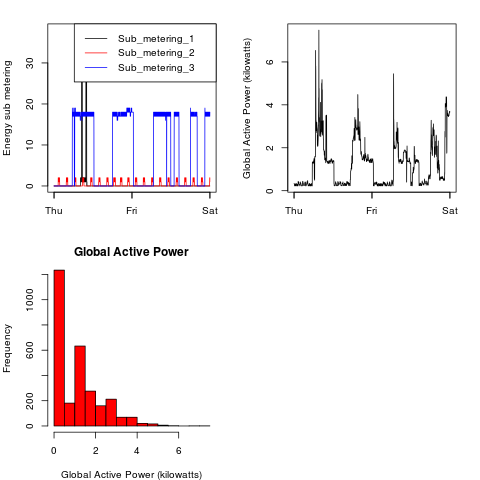 Energy sub metering
0 10 20 30
Sub_metering_1
Sub_metering_2
Sub_metering_3
Thu Fri Sat
Global Active Power (kilowatts)
0 2 4 6
Thu Fri Sat
Global Active Power
Frequency
0 200 600 1000
0 2 4 6
Global Active Power (kilowatts)